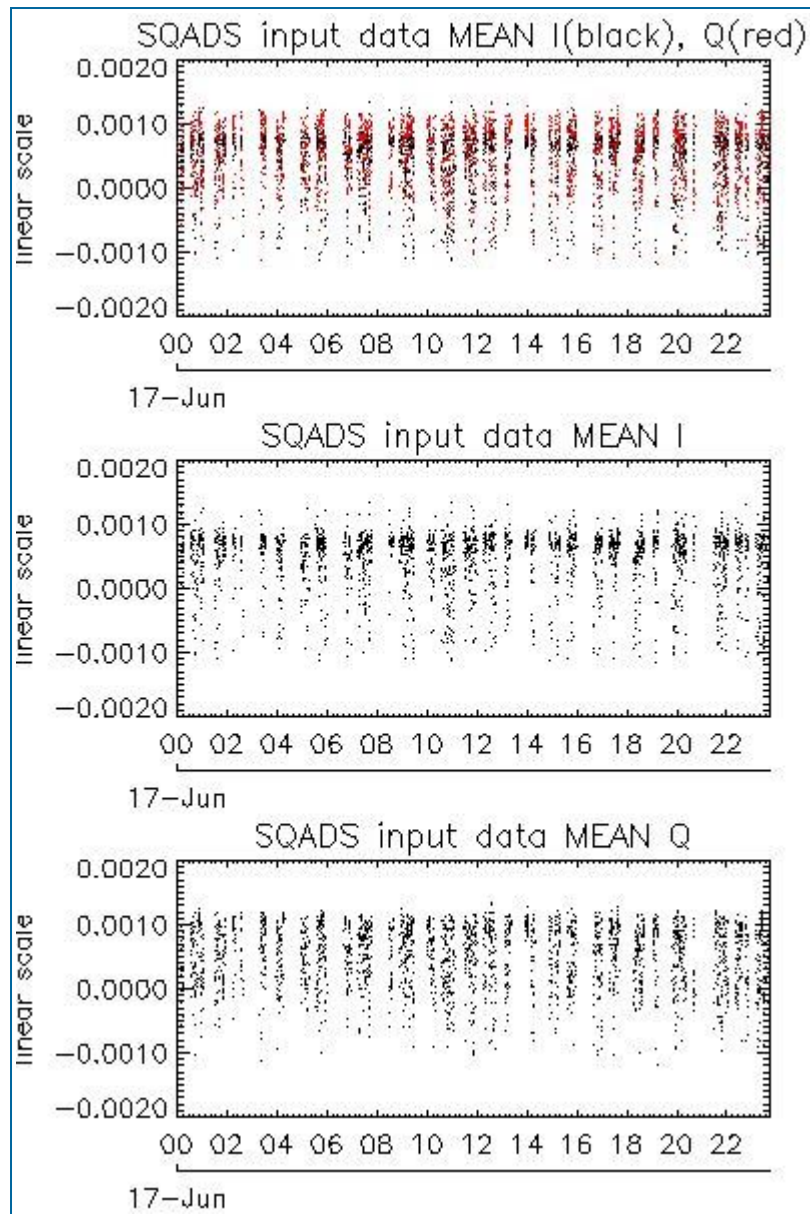 SQADS input data MEAN I(black), Q(red)
0.0020
0.0010
0.0000
-0.0010
-0.0020
linear scale
00 02 04 06 08 10 12 14 16 18 20 22
17-Jun
SQADS input data MEAN I
0.0020
0.0010
0.0000
-0.0010
-0.0020
linear scale
00 02 04 06 08 10 12 14 16 18 20 22
17-Jun
SQADS input data MEAN Q
0.0020
0.0010
0.0000
-0.0010
-0.0020
linear scale
00 02 04 06 08 10 12 14 16 18 20 22
17-Jun